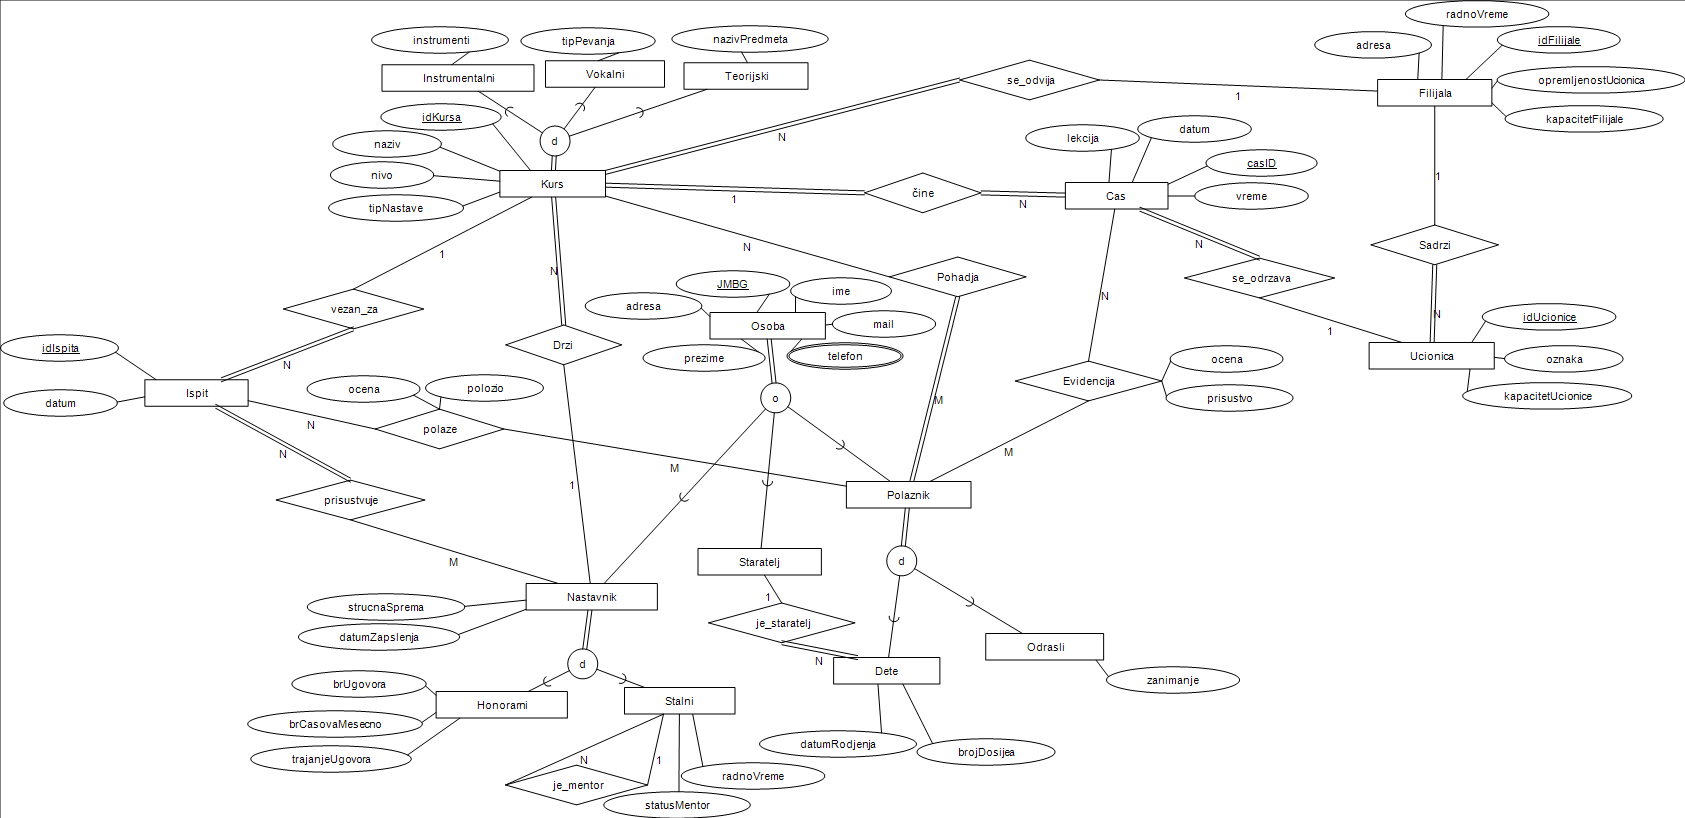 radnoVreme
instrumenti
tipPevanja
nazivPredmeta
adresa
idFilijale
Instrumentalni
Vokalni
Teorijski
se_odvija
opremljenostUcionica
Filijala
1
idKursa
kapacitetFilijale
naziv
d
N
lekcija
datum
nivo
Kurs
čine
casID
1
tipNastave
1
N
Cas
vreme
1
N
N
Sadrzi
N
JMBG
Pohadja
se_odrzava
adresa
ime
N
vezan_za
Osoba
mail
N
idUcionice
idIspita
Drzi
prezime
telefon
1
Ucionica
oznaka
N
ocena
datum
Ispit
ocena
polozio
o
M
Evidencija
prisustvo
kapacitetUcionice
N
polaze
N
M
M
prisustvuje
1
Polaznik
M
Staratelj
d
strucnaSprema
Nastavnik
1
datumZapslenja
je_staratelj
N
Odrasli
d
Dete
brUgovora
zanimanje
Honorarni
Stalni
brCasovaMesecno
datumRodjenja
brojDosijea
trajanjeUgovora
N
1
radnoVreme
je_mentor
statusMentor